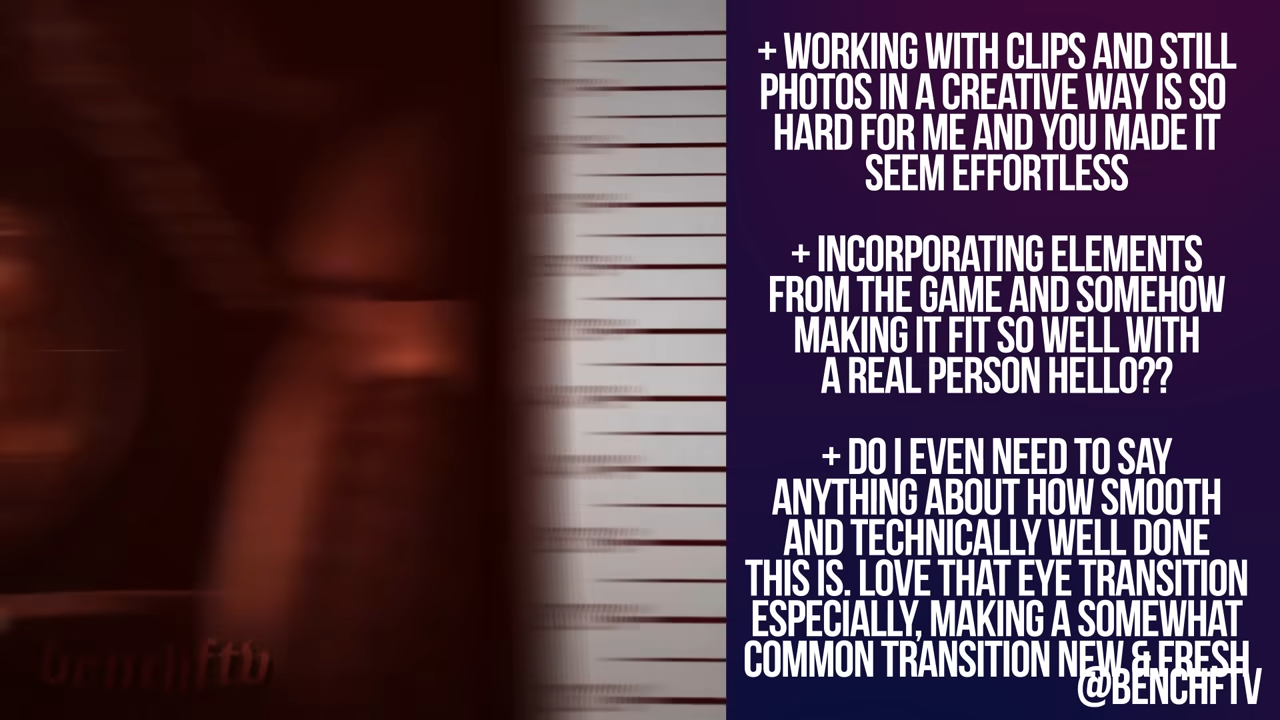 + WORKING WITH CLIPS AND STILL
PHOTOS IN A CREATIVE WAY IS SO
HARD FOR ME AND YOU MADE IT
SEEM EFFORTLESS
+ INCORPORATING ELEMENTS
FROM THE GAME AND SOMEHOW
MAKING IT FIT SO WELL WITH
A REAL PERSON HELLO??
+ DO I EVEN NEED TO SAY
ANYTHING ABOUT HOW SMOOTH
AND TECHNICALLY WELL DONE
THIS IS. LOVE THAT EYE TRANSITION
ESPECIALLY, MAKING A SOMEWHAT
COMMON TRANSITION NEW & FRESH
@BENCHFTV
benchftv